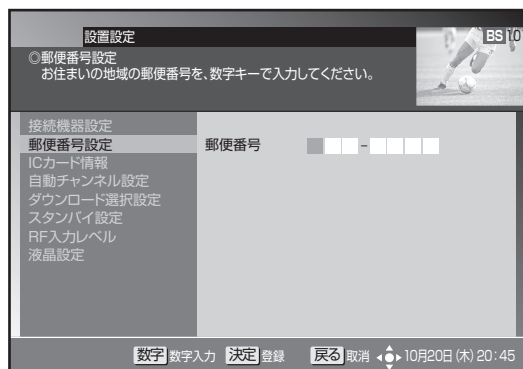 設置設定
BS 10
◎郵便番号設定
お住まいの地域の郵便番号を、数字キーで入力してください。
接続機器設定
郵便番号設定
郵便番号 -
ICカード情報
自動チャンネル設定
ダウンロード選択設定
スタンバイ設定
RF入力レベル
液晶設定
数字 数字入力 決定 登録 戻る 取消 10月20日(木)20:45